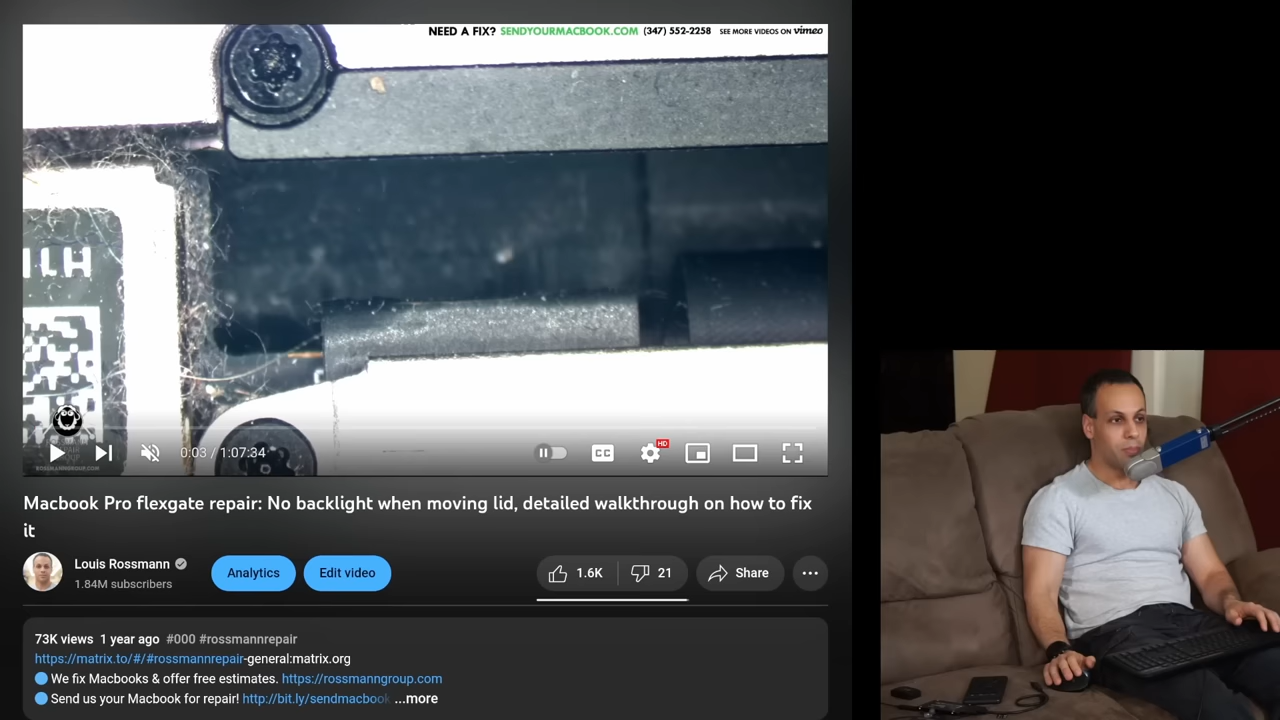 NEED A FIX? SENDYOURMACBOOK.COM (347) 552-2258 SEE MORE VIDEOS ON vimeo
0:03 / 1:07:34
CC
HD
ROSSMANNGROUP.COM
Macbook Pro flexgate repair: No backlight when moving lid, detailed walkthrough on how to fix
it
Louis Rossmann
1.84M subscribers
Analytics
Edit video
1.6K
21
Share
73K views 1 year ago #000 #rossmannrepair
https://matrix.to/#/#rossmannrepair-general:matrix.org
We fix Macbooks & offer free estimates. https://rossmanngroup.com
Send us your Macbook for repair! http://bit.ly/sendmacbook ...more